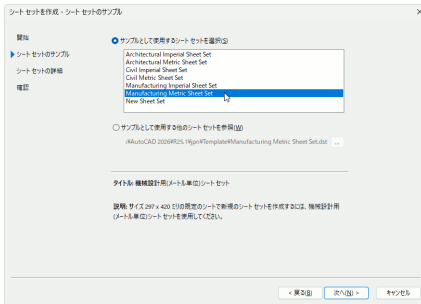 シート セットを作成 - シート セットのサンプル
開始
シート セットのサンプル
シート セットの詳細
確認
サンプルとして使用するシート セットを選択(S)
Architectural Imperial Sheet Set
Architectural Metric Sheet Set
Civil Imperial Sheet Set
Civil Metric Sheet Set
Manufacturing Imperial Sheet Set
Manufacturing Metric Sheet Set
New Sheet Set
サンプルとして使用する他のシート セットを参照(W)
i¥AutoCAD 2026¥R25.1¥jpn¥Template¥Manufacturing Metric Sheet Set.dst
...
タイトル: 機械設計用(メートル単位)シート セット
説明: サイズ 297 x 420 ミリの既定のシートで新規のシート セットを作成するには、機械設計用
(メートル単位)シート セットを使用してください。
< 戻る(B)
次へ(N) >
キャンセル